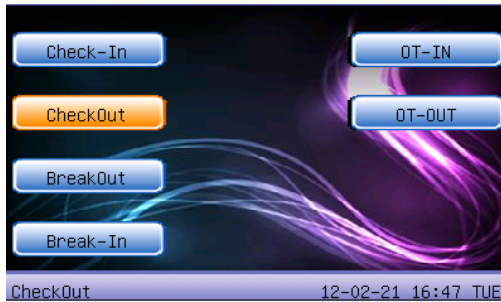 Check-In
OT-IN
CheckOut
OT-OUT
BreakOut
Break-In
CheckOut 12-02-21 16:47 TUE